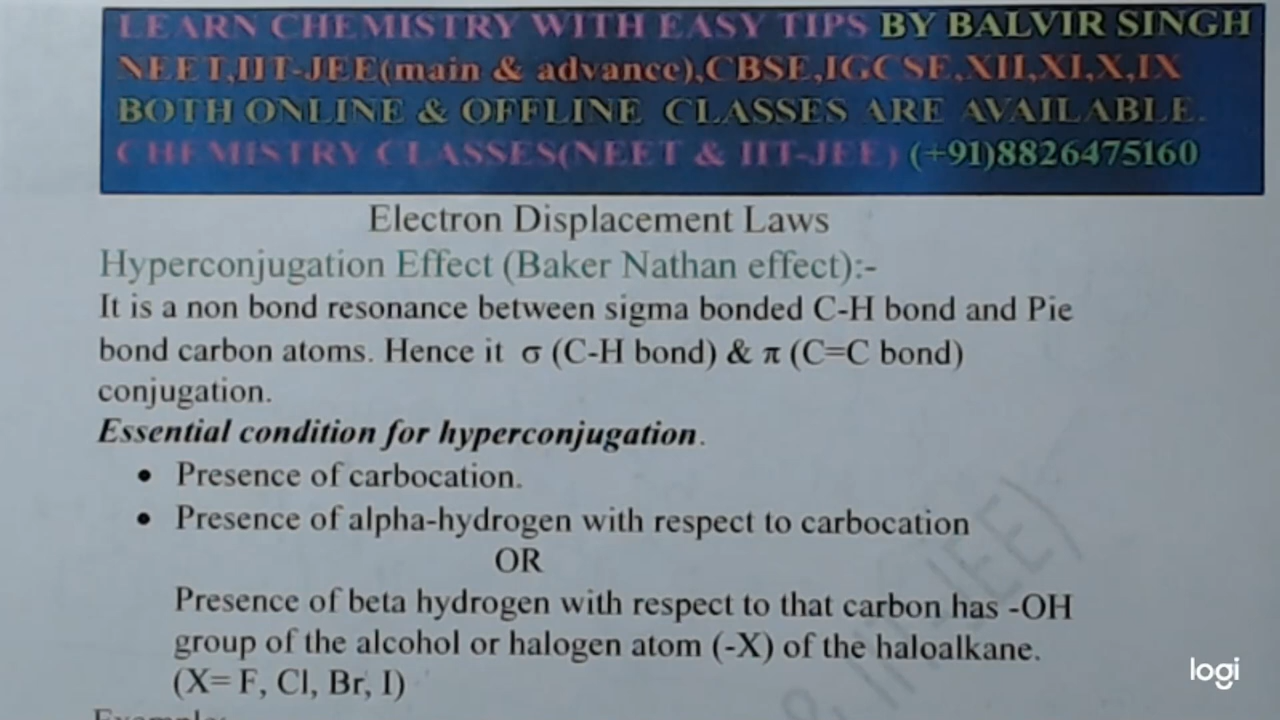 LEARN CHEMISTRY WITH EASY TIPS BY BALVIR SINGH
NEET,IIT-JEE(main & advance),CBSE,IGCSE,XII,XI,X,IX
BOTH ONLINE & OFFLINE CLASSES ARE AVAILABLE.
CHEMISTRY CLASSES(NEET & IIT-JEE) (+91)8826475160
Electron Displacement Laws
Hyperconjugation Effect (Baker Nathan effect):-
It is a non bond resonance between sigma bonded C-H bond and Pie
bond carbon atoms. Hence it σ (C-H bond) & π (C=C bond)
conjugation.
Essential condition for hyperconjugation.
• Presence of carbocation.
• Presence of alpha-hydrogen with respect to carbocation
OR
Presence of beta hydrogen with respect to that carbon has -OH
group of the alcohol or halogen atom (-X) of the haloalkane.
(X= F, Cl, Br, I)
& IIT JEE)
logi